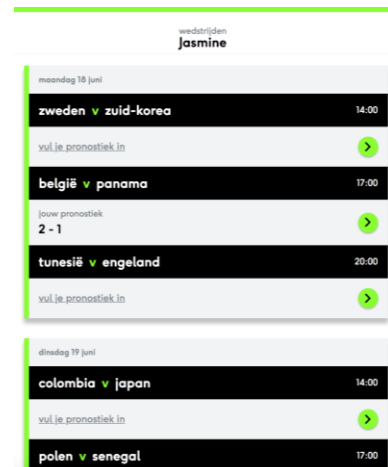 wedstrijden
Jasmine
maandag 18 juni
zweden v zuid-korea 14:00
vul je pronostiek in
belgië v panama 17:00
jouw pronostiek
2 - 1
tunesië v engeland 20:00
vul je pronostiek in
dinsdag 19 juni
colombia v japan 14:00
vul je pronostiek in
polen v senegal 17:00